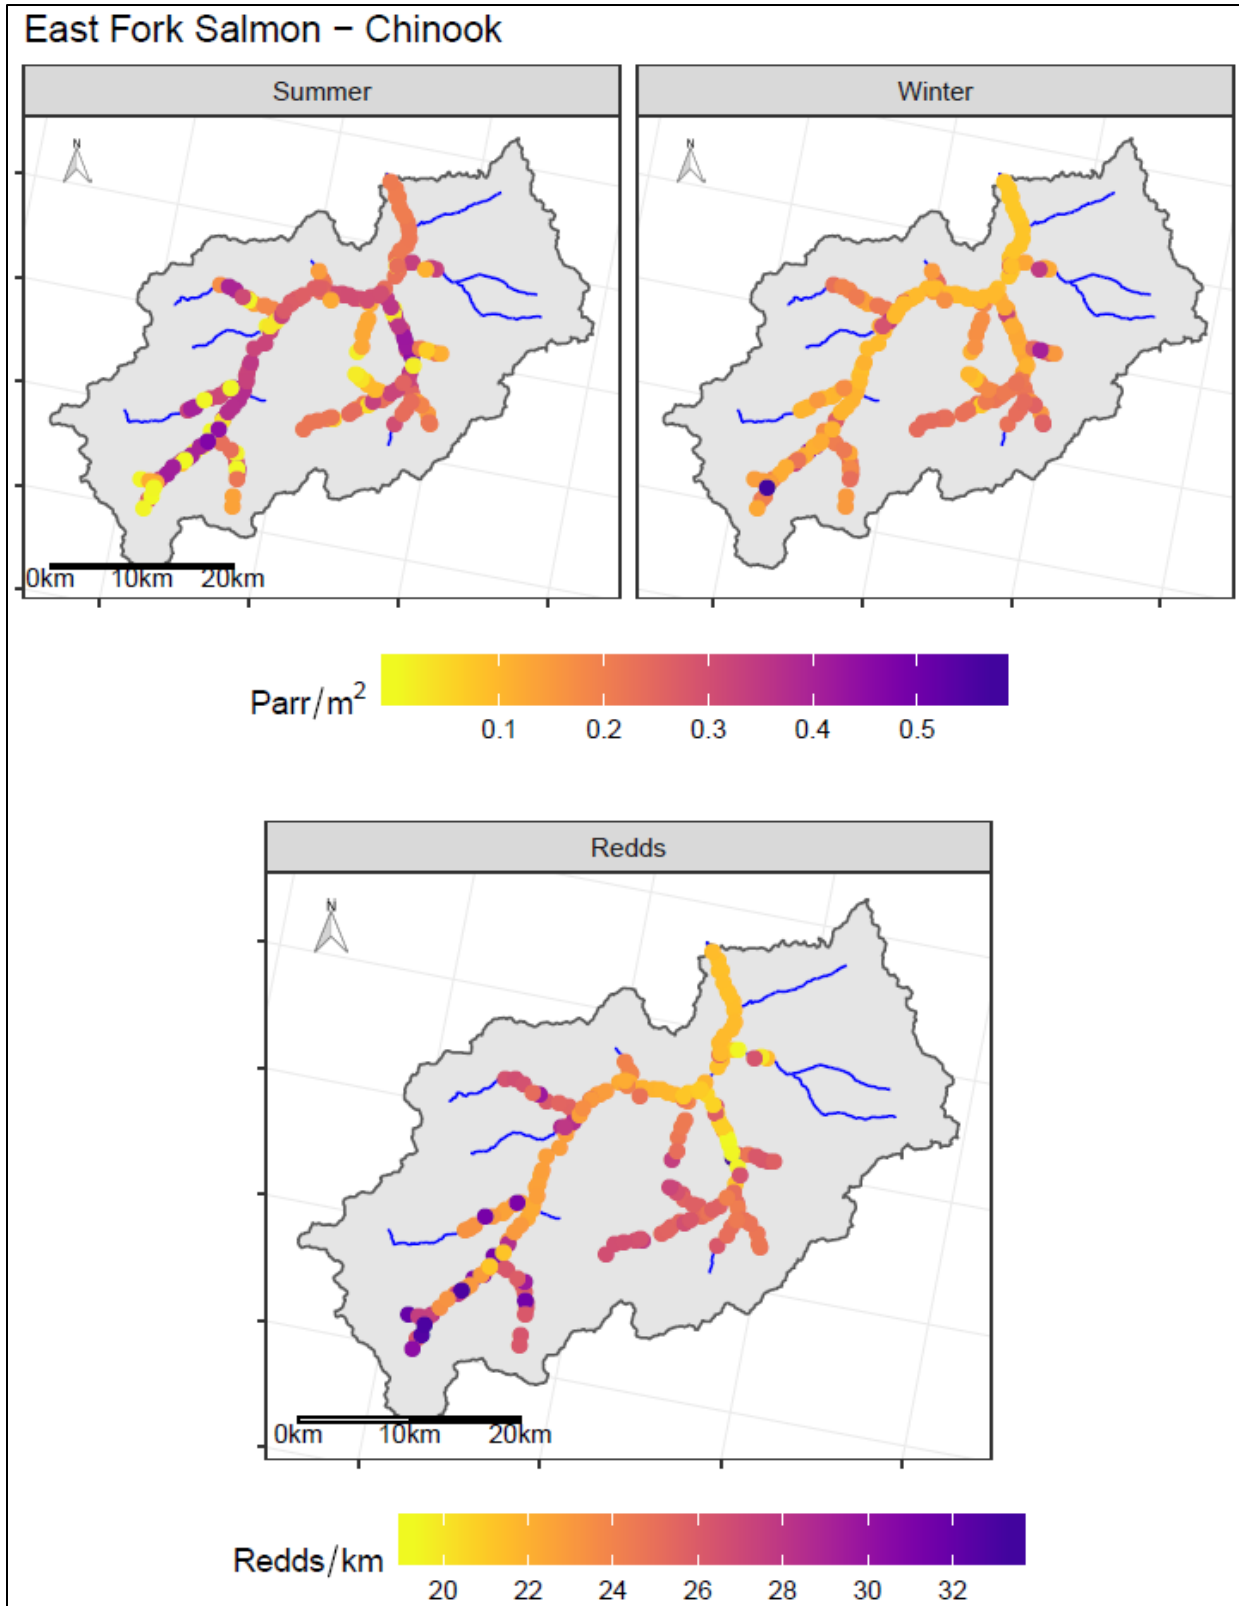 East Fork Salmon − Chinook
Summer
Winter
N
N
0km 10km 20km
Parr/m²
0.1 0.2 0.3 0.4 0.5
Redds
N
0km 10km 20km
Redds/km
20 22 24 26 28 30 32